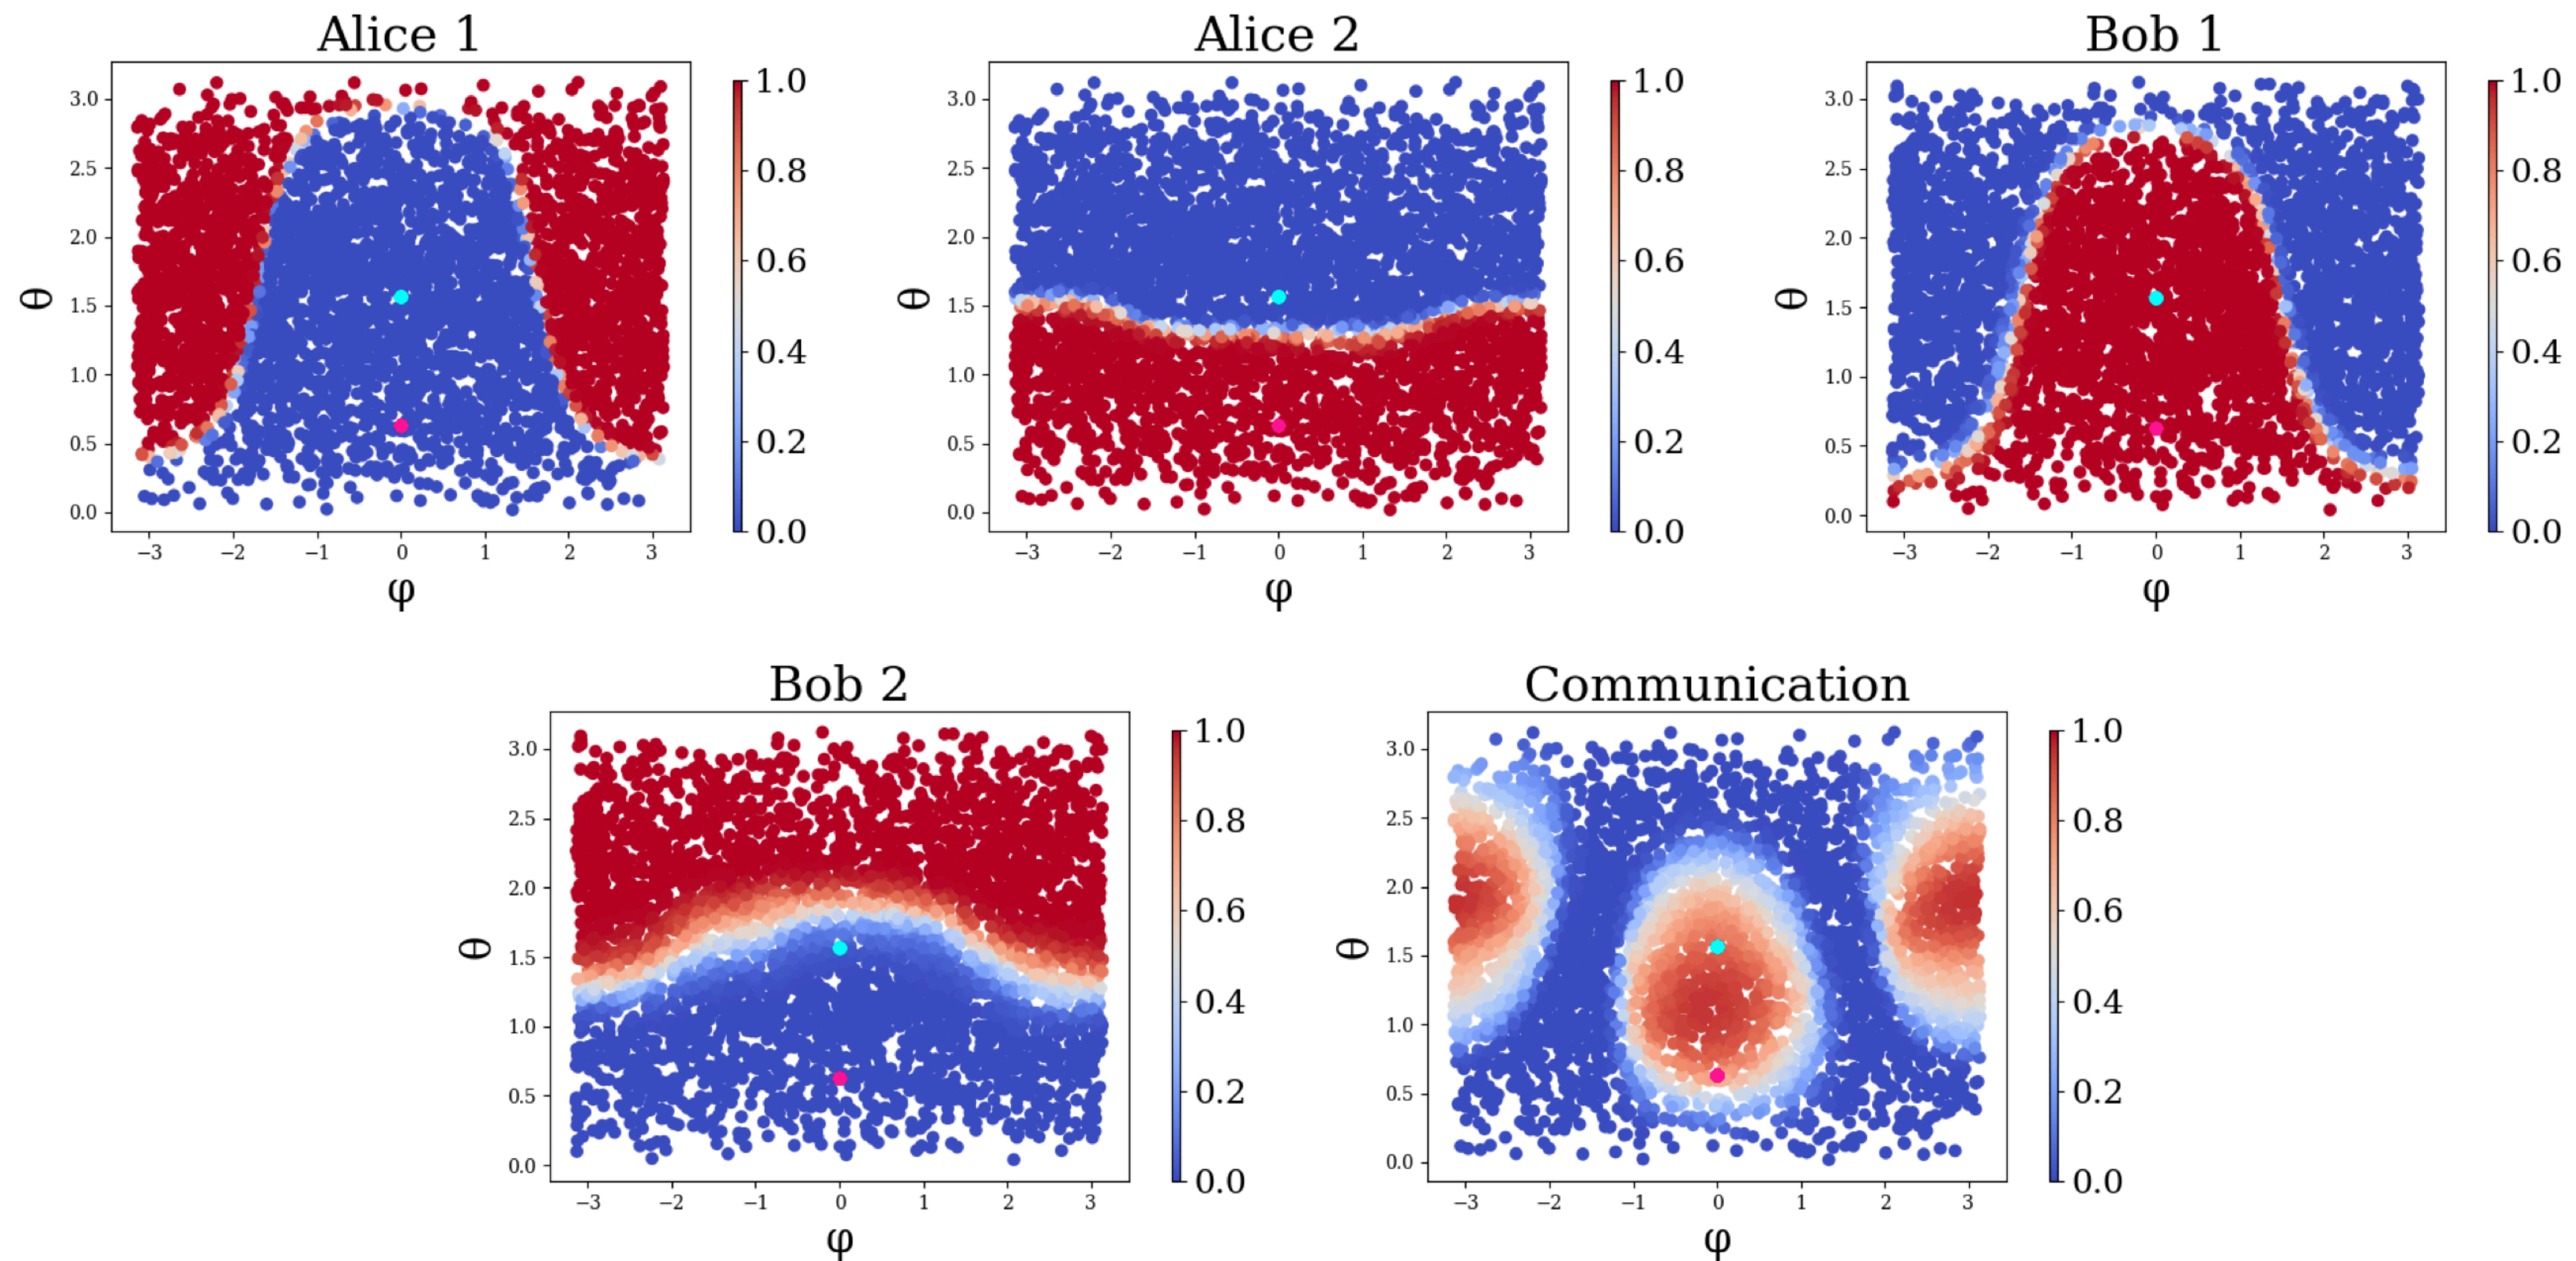 Alice 1
Alice 2
Bob 1
3.0 1.0 3.0 1.0 3.0 1.0
2.5 0.8 2.5 0.8 2.5 0.8
2.0 0.6 2.0 0.6 2.0 0.6
θ 1.5 θ 1.5 θ 1.5
1.0 0.4 1.0 0.4 1.0 0.4
0.5 0.2 0.5 0.2 0.5 0.2
0.0 0.0 0.0 0.0 0.0 0.0
−3 −2 −1 0 1 2 3 −3 −2 −1 0 1 2 3 −3 −2 −1 0 1 2 3
φ φ φ
Bob 2
Communication
3.0 1.0 3.0 1.0
2.5 0.8 2.5 0.8
2.0 0.6 2.0 0.6
θ 1.5 θ 1.5
1.0 0.4 1.0 0.4
0.5 0.2 0.5 0.2
0.0 0.0 0.0 0.0
−3 −2 −1 0 1 2 3 −3 −2 −1 0 1 2 3
φ φ